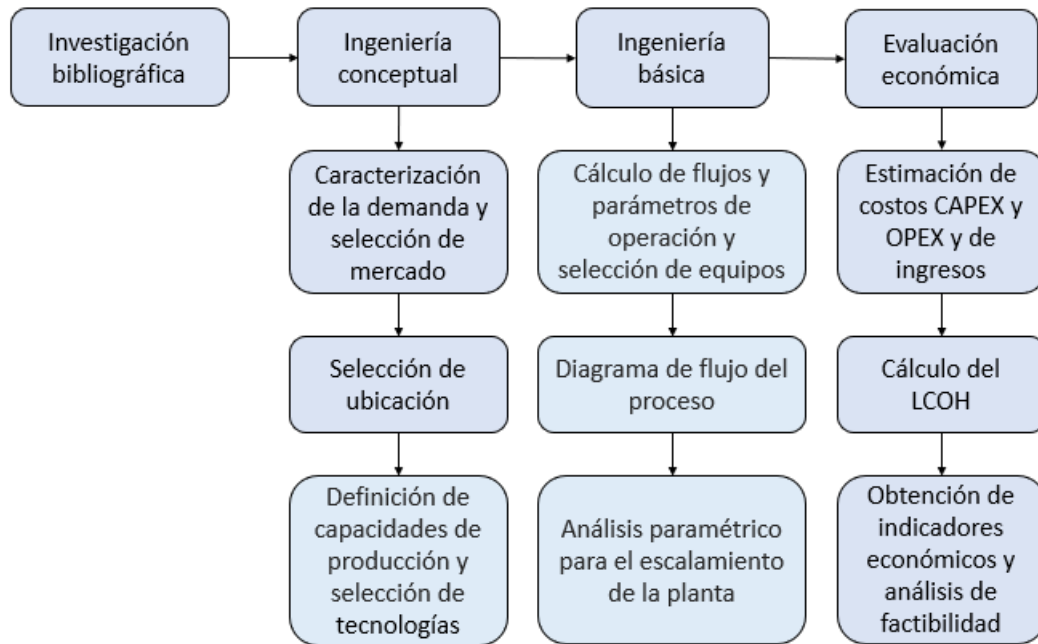 Investigación
bibliográfica
Ingeniería
conceptual
Ingeniería
básica
Evaluación
económica
Caracterización
de la demanda y
selección de
mercado
Cálculo de flujos y
parámetros de
operación y
selección de equipos
Estimación de
costos CAPEX y
OPEX y de
ingresos
Selección de
ubicación
Diagrama de flujo del
proceso
Cálculo del
LCOH
Definición de
capacidades de
producción y
selección de
tecnologías
Análisis paramétrico
para el escalamiento
de la planta
Obtención de
indicadores
económicos y
análisis de
factibilidad